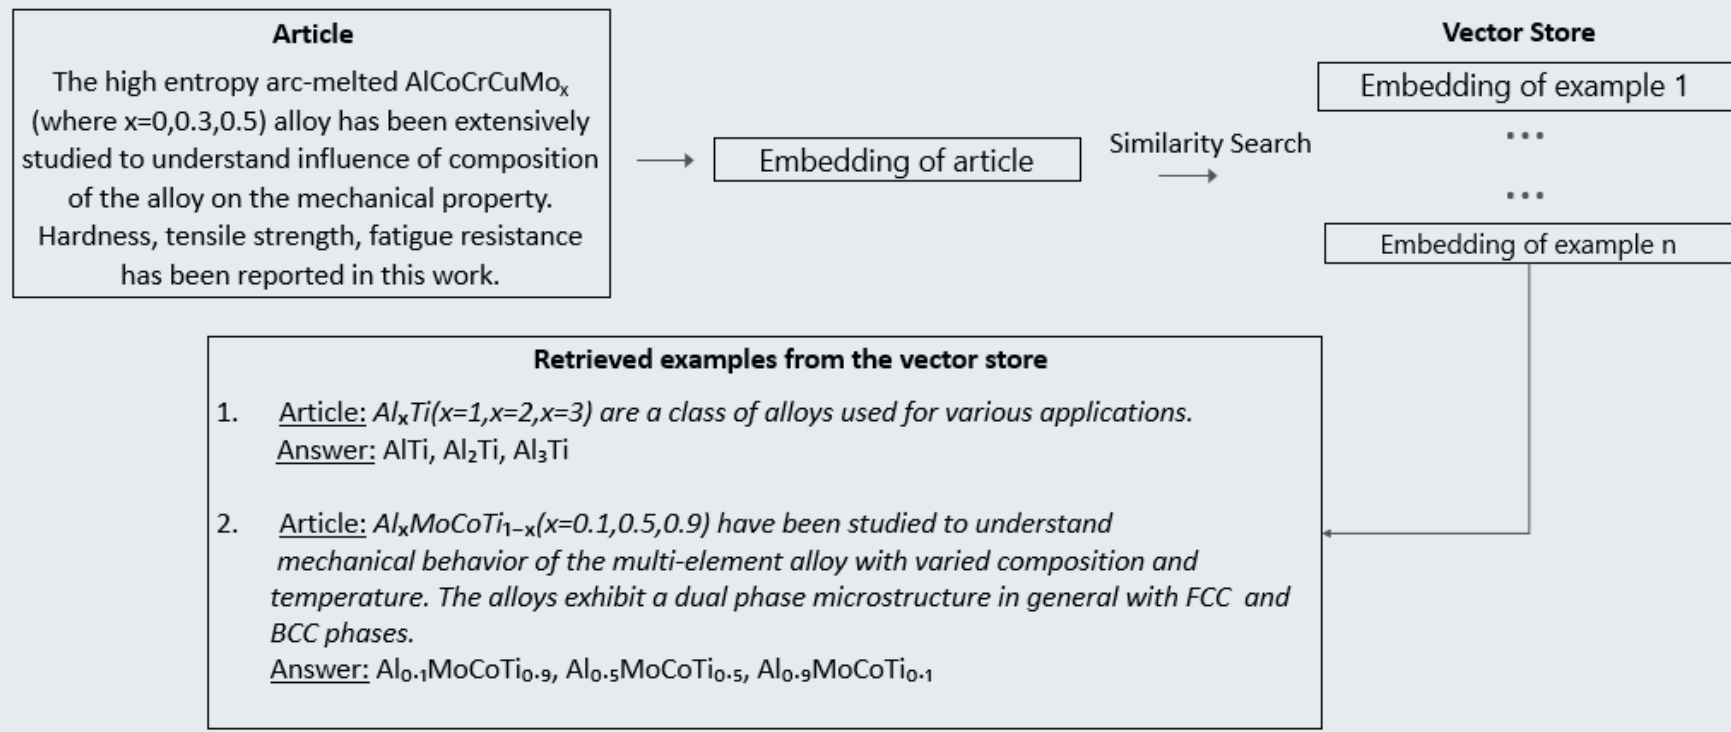 Article
The high entropy arc-melted AlCoCrCuMoₓ
(where x=0,0.3,0.5) alloy has been extensively
studied to understand influence of composition
of the alloy on the mechanical property.
Hardness, tensile strength, fatigue resistance
has been reported in this work.
Embedding of article
Similarity Search
Vector Store
Embedding of example 1
...
...
Embedding of example n
Retrieved examples from the vector store
1. Article: AlₓTi(x=1,x=2,x=3) are a class of alloys used for various applications.
Answer: AlTi, Al₂Ti, Al₃Ti
2. Article: AlₓMoCoTi₁₋ₓ(x=0.1,0.5,0.9) have been studied to understand
mechanical behavior of the multi-element alloy with varied composition and
temperature. The alloys exhibit a dual phase microstructure in general with FCC and
BCC phases.
Answer: Al₀.₁MoCoTi₀.₉, Al₀.₅MoCoTi₀.₅, Al₀.₉MoCoTi₀.₁